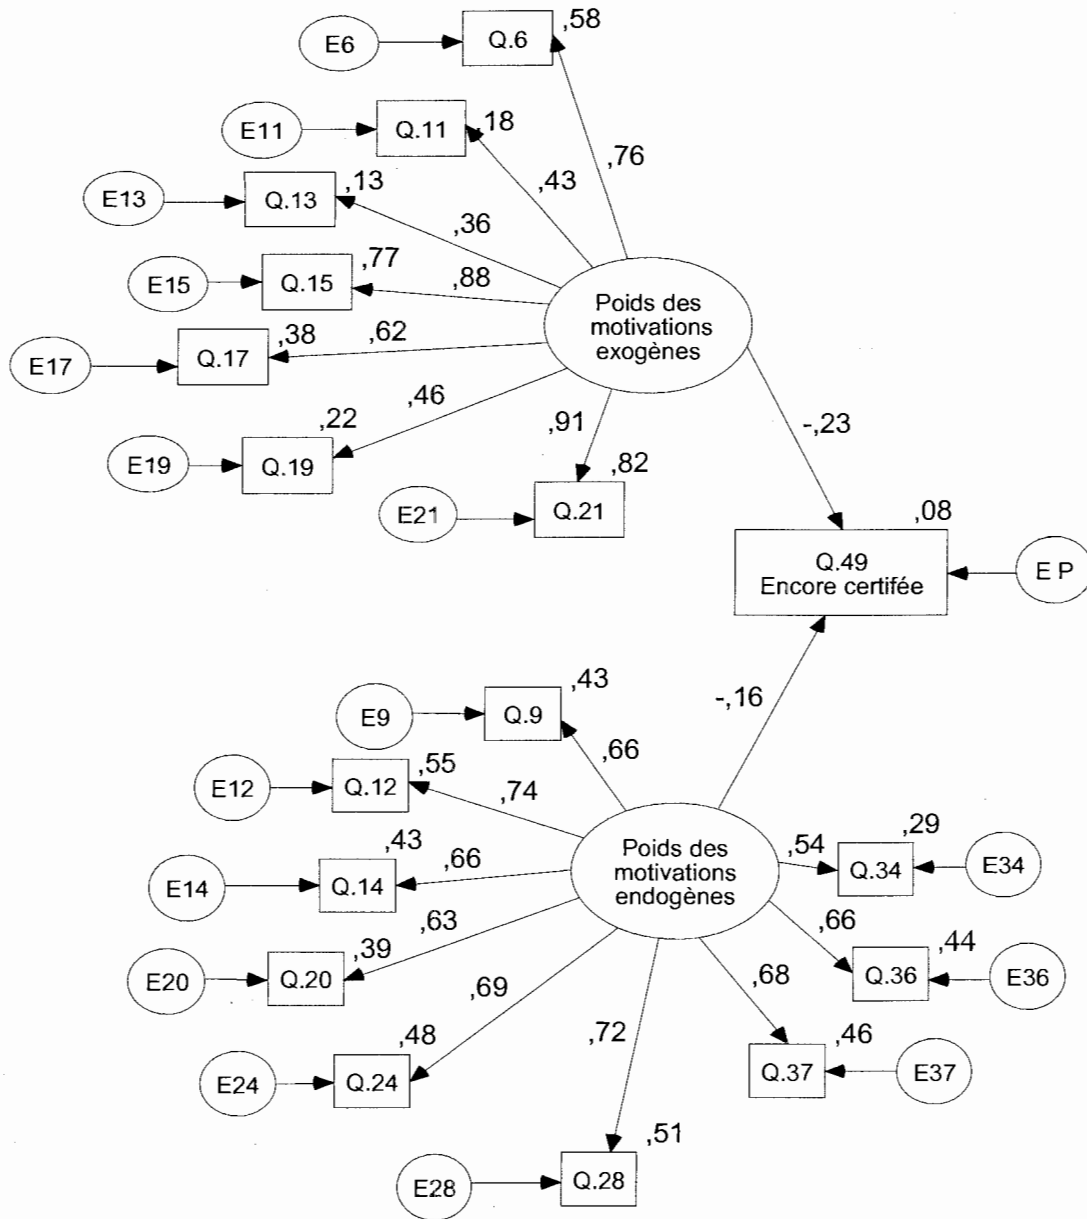 ,58
E6
Q.6
E11
Q.11
,18
,76
,43
E13
Q.13
,13
,36
E15
Q.15
,77
,88
Poids des
motivations
exogènes
E17
Q.17
,38
,62
E19
Q.19
,22
,46
,91
,82
E21
Q.21
-,23
,08
Q.49
Encore certifée
E P
-,16
E9
Q.9
,43
,66
E12
Q.12
,55
,74
Poids des
motivations
endogènes
E14
Q.14
,43
,66
,54
,29
Q.34
E34
E20
Q.20
,39
,63
,66
,44
Q.36
E36
E24
Q.24
,48
,69
,68
,46
Q.37
E37
,72
,51
E28
Q.28